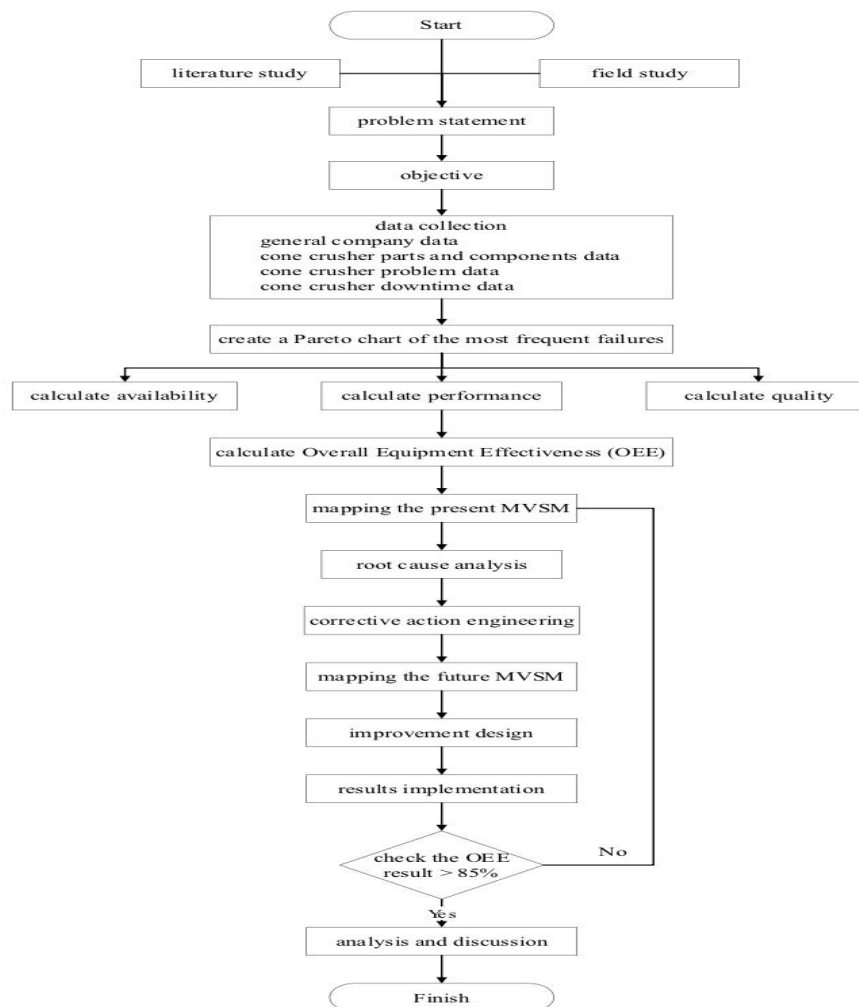 Start
literature study
field study
problem statement
objective
data collection
general company data
cone crusher parts and components data
cone crusher problem data
cone crusher downtime data
create a Pareto chart of the most frequent failures
calculate availability
calculate performance
calculate quality
calculate Overall Equipment Effectiveness (OEE)
mapping the present MVSM
root cause analysis
corrective action engineering
mapping the future MVSM
improvement design
results implementation
check the OEE
result > 85%
No
Yes
analysis and discussion
Finish